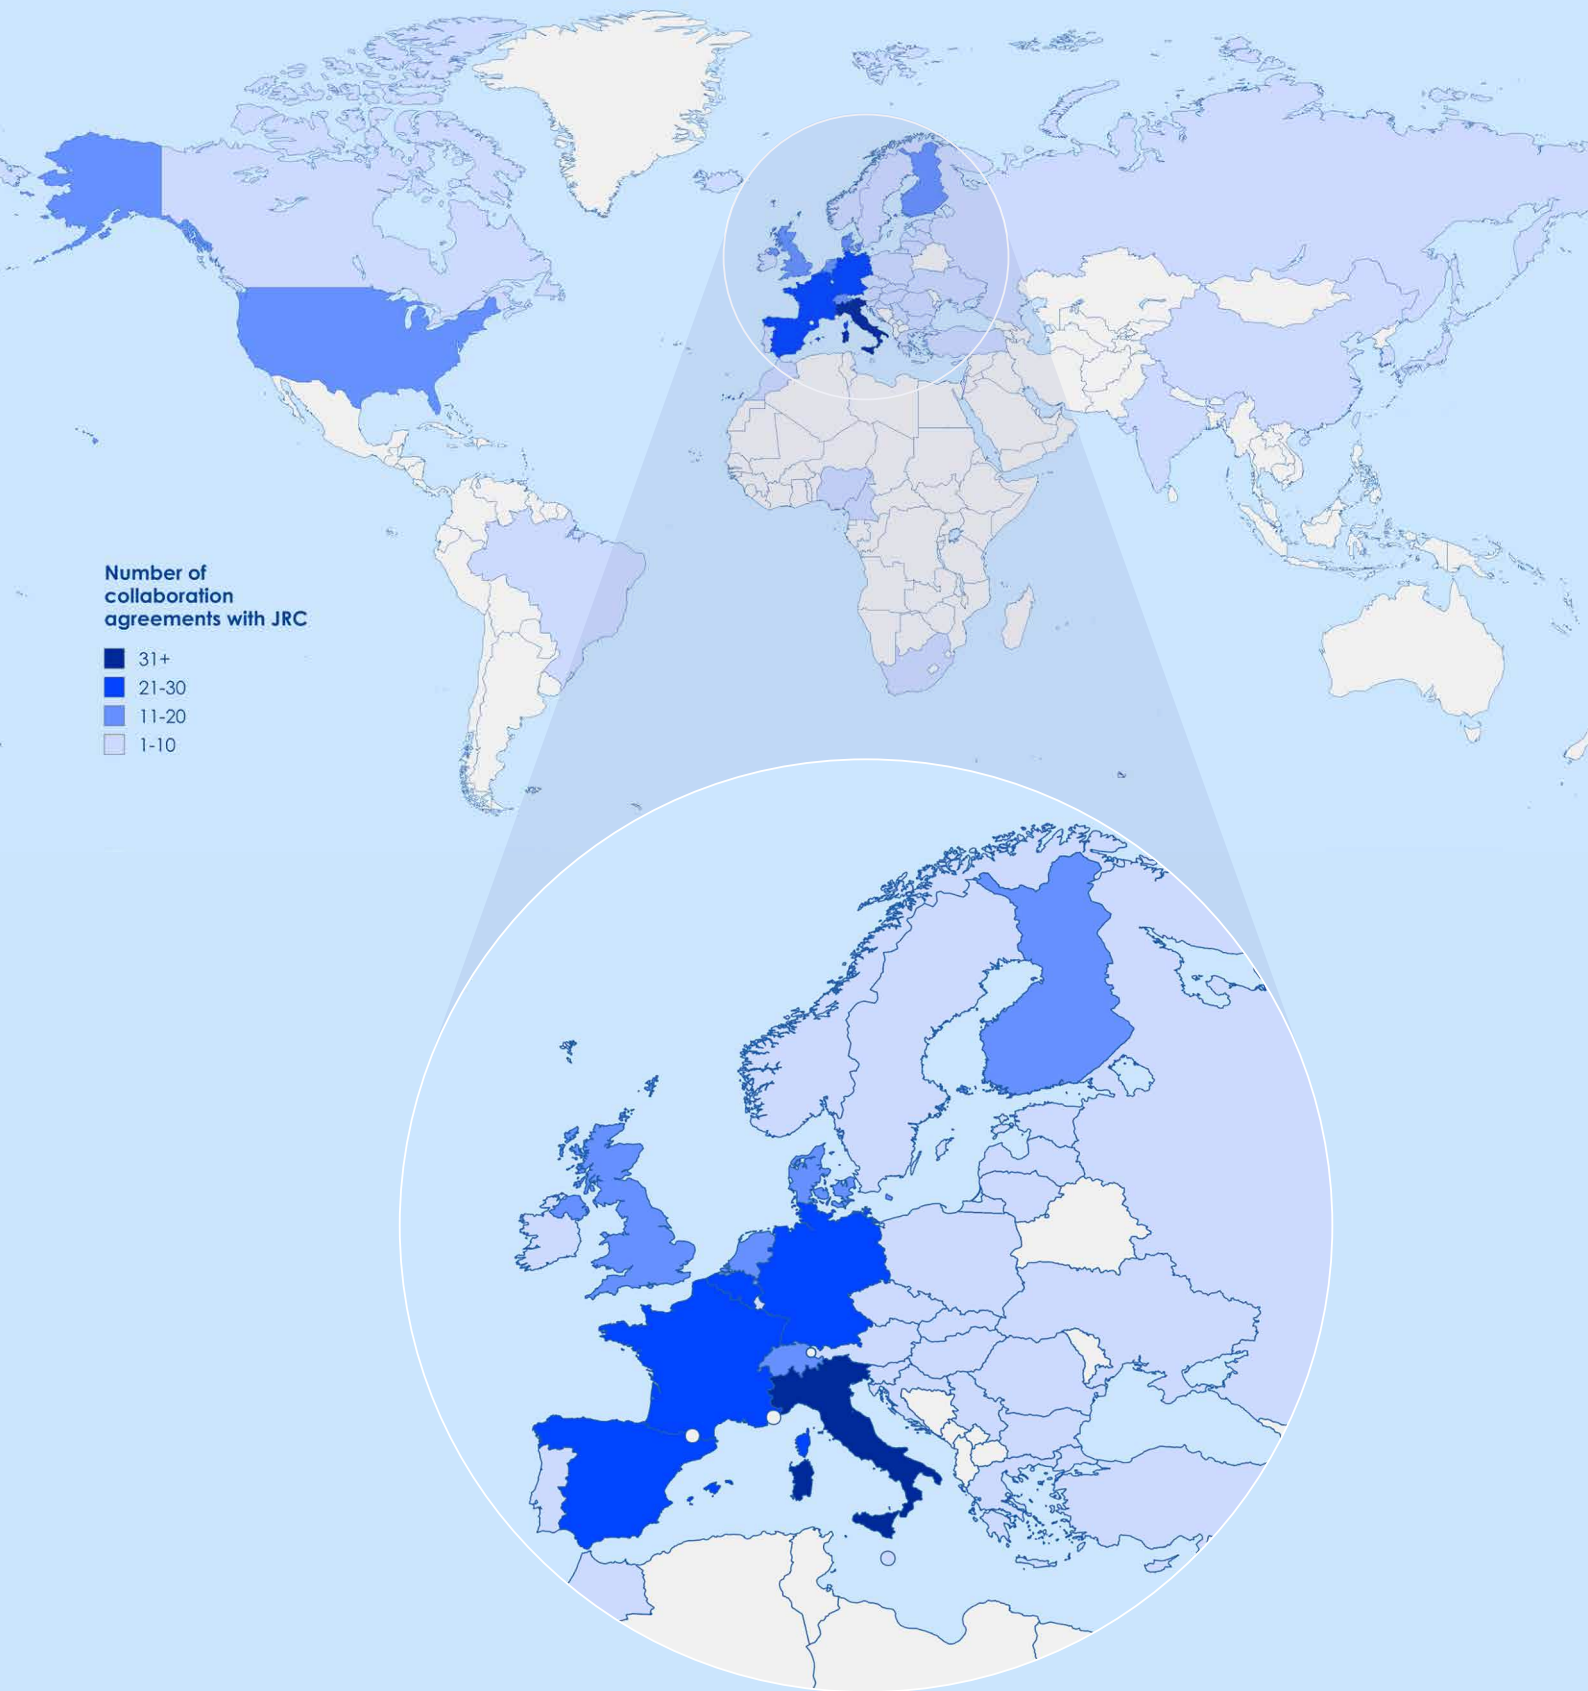 Number of
collaboration
agreements with JRC
31+
21-30
11-20
1-10